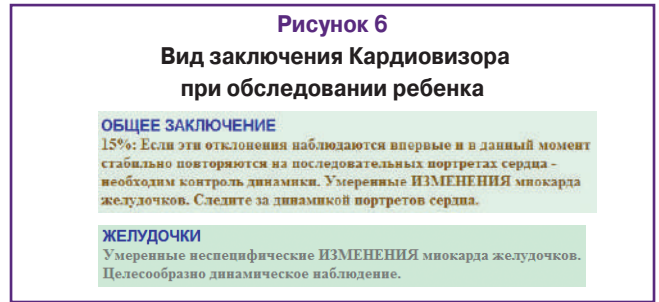 Рисунок 6
Вид заключения Кардиовизора
при обследовании ребенка
ОБЩЕЕ ЗАКЛЮЧЕНИЕ
15%: Если эти отклонения наблюдаются впервые и в данный момент
стабильно повторяются на последовательных портретах сердца -
необходим контроль динамики. Умеренные ИЗМЕНЕНИЯ миокарда
желудочков. Следите за динамикой портретов сердца.
ЖЕЛУДОЧКИ
Умеренные неспецифические ИЗМЕНЕНИЯ миокарда желудочков.
Целесообразно динамическое наблюдение.